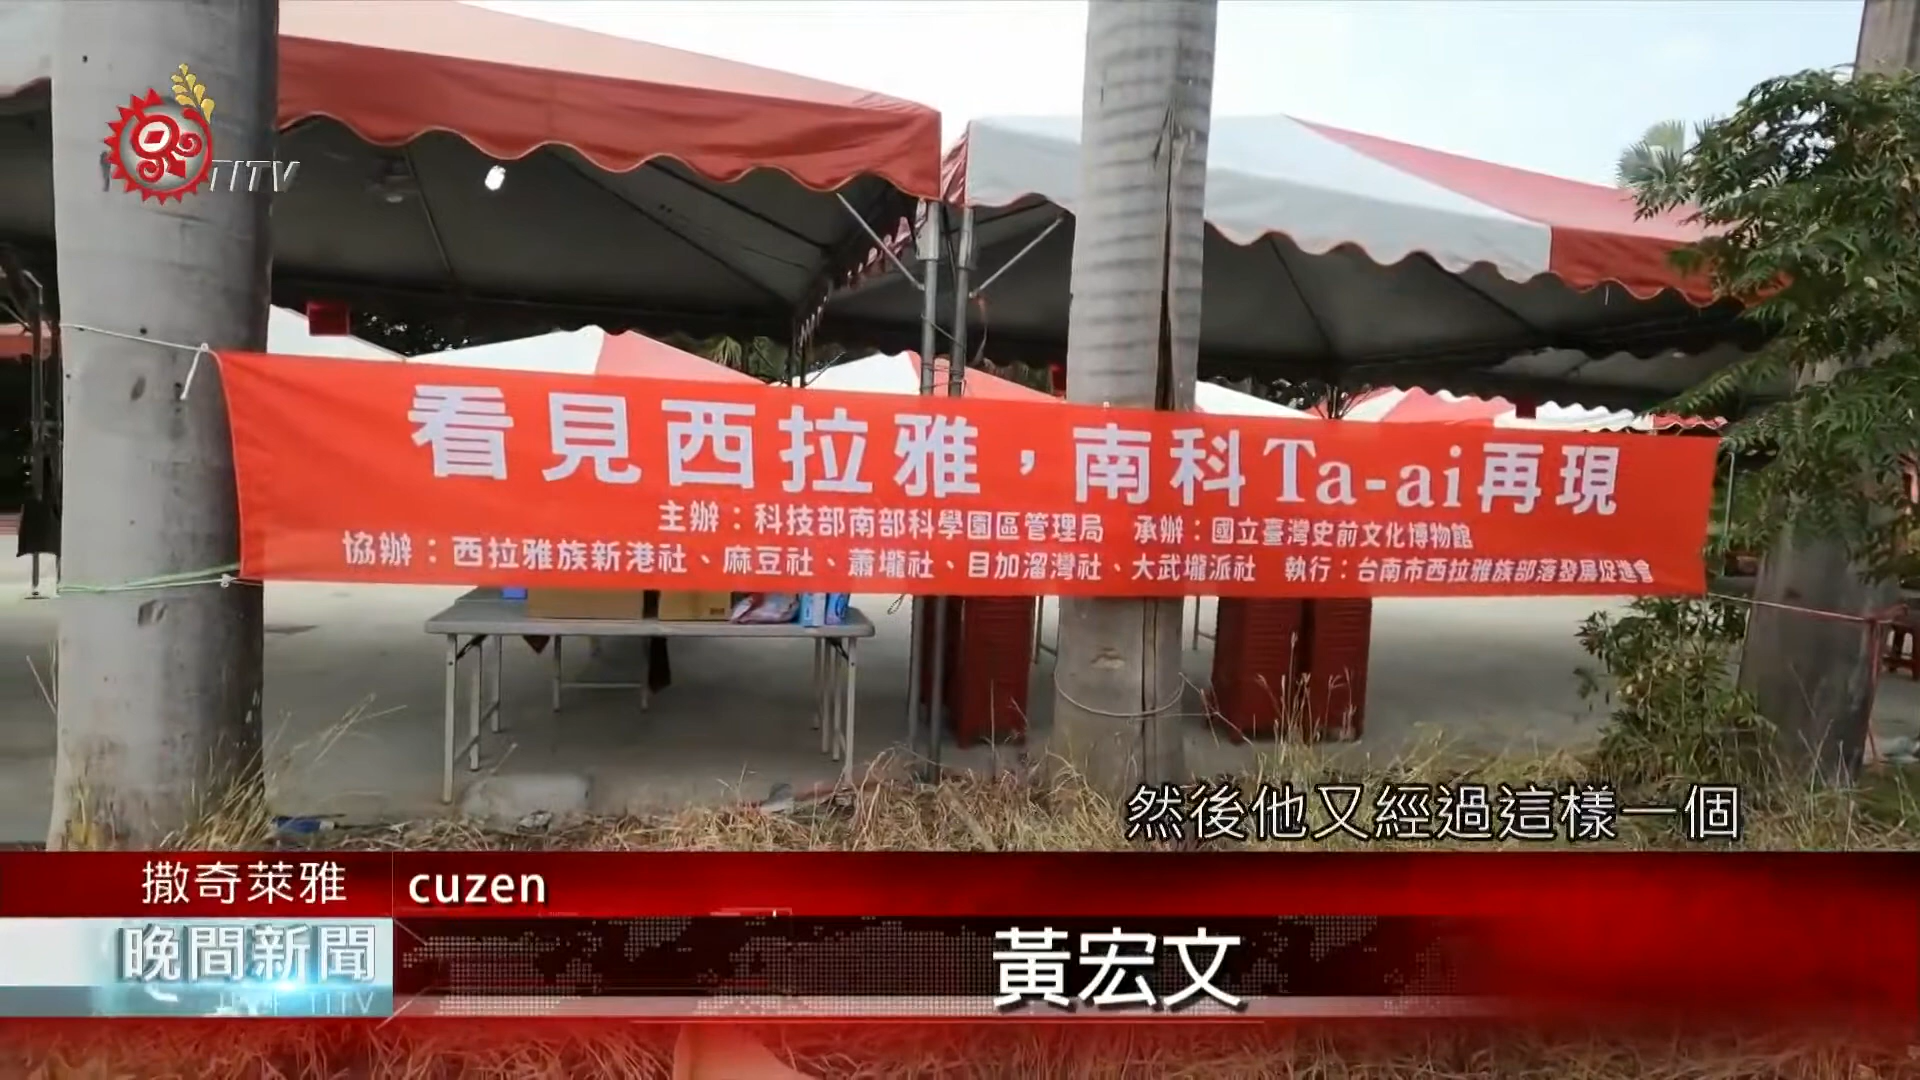 TITV
看見西拉雅，南科Ta-ai再現
主辦：科技部南部科學園區管理局 承辦：國立臺灣史前文化博物館
協辦：西拉雅族新港社、麻豆社、蕭壠社、目加溜灣社、大武壠派社 執行：台南市西拉雅族部落發展促進會
然後他又經過這樣一個
撒奇萊雅 cuzen
晚間新聞 黃宏文
TITV